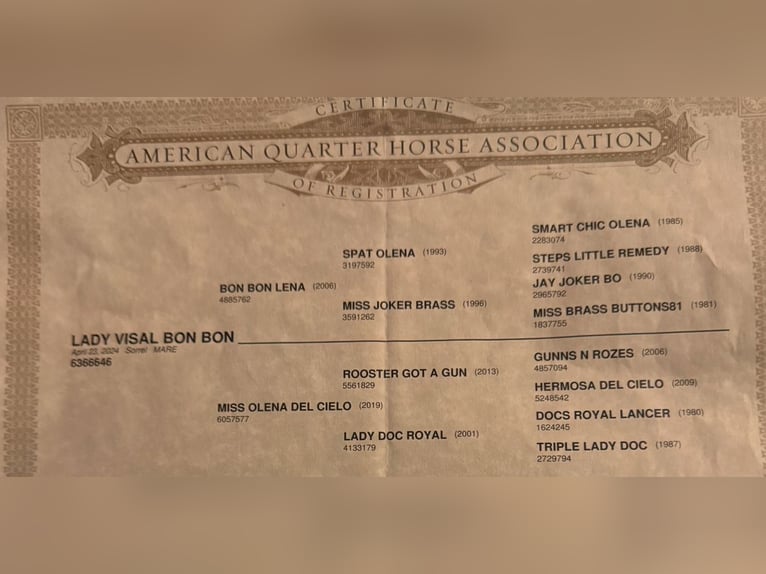 CERTIFICATE
AMERICAN QUARTER HORSE ASSOCIATION
OF REGISTRATION
SMART CHIC OLENA (1985)
2283074
SPAT OLENA (1993)
3197592
STEPS LITTLE REMEDY (1988)
2739741
BON BON LENA (2006)
4885762
JAY JOKER BO (1990)
2965792
MISS JOKER BRASS (1996)
3591262
MISS BRASS BUTTONS81 (1981)
1837755
LADY VISAL BON BON
April 23, 2024 Sorrel MARE
6366646
GUNNS N ROZES (2006)
4857094
ROOSTER GOT A GUN (2013)
5561829
HERMOSA DEL CIELO (2009)
5248542
MISS OLENA DEL CIELO (2019)
6057577
DOCS ROYAL LANCER (1980)
1624245
LADY DOC ROYAL (2001)
4133179
TRIPLE LADY DOC (1987)
2729794